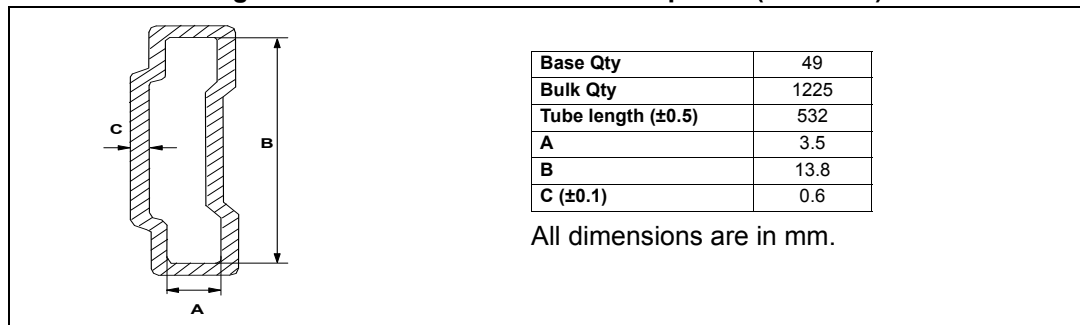 C
B
A
Base Qty 49
Bulk Qty 1225
Tube length (±0.5) 532
A 3.5
B 13.8
C (±0.1) 0.6
All dimensions are in mm.